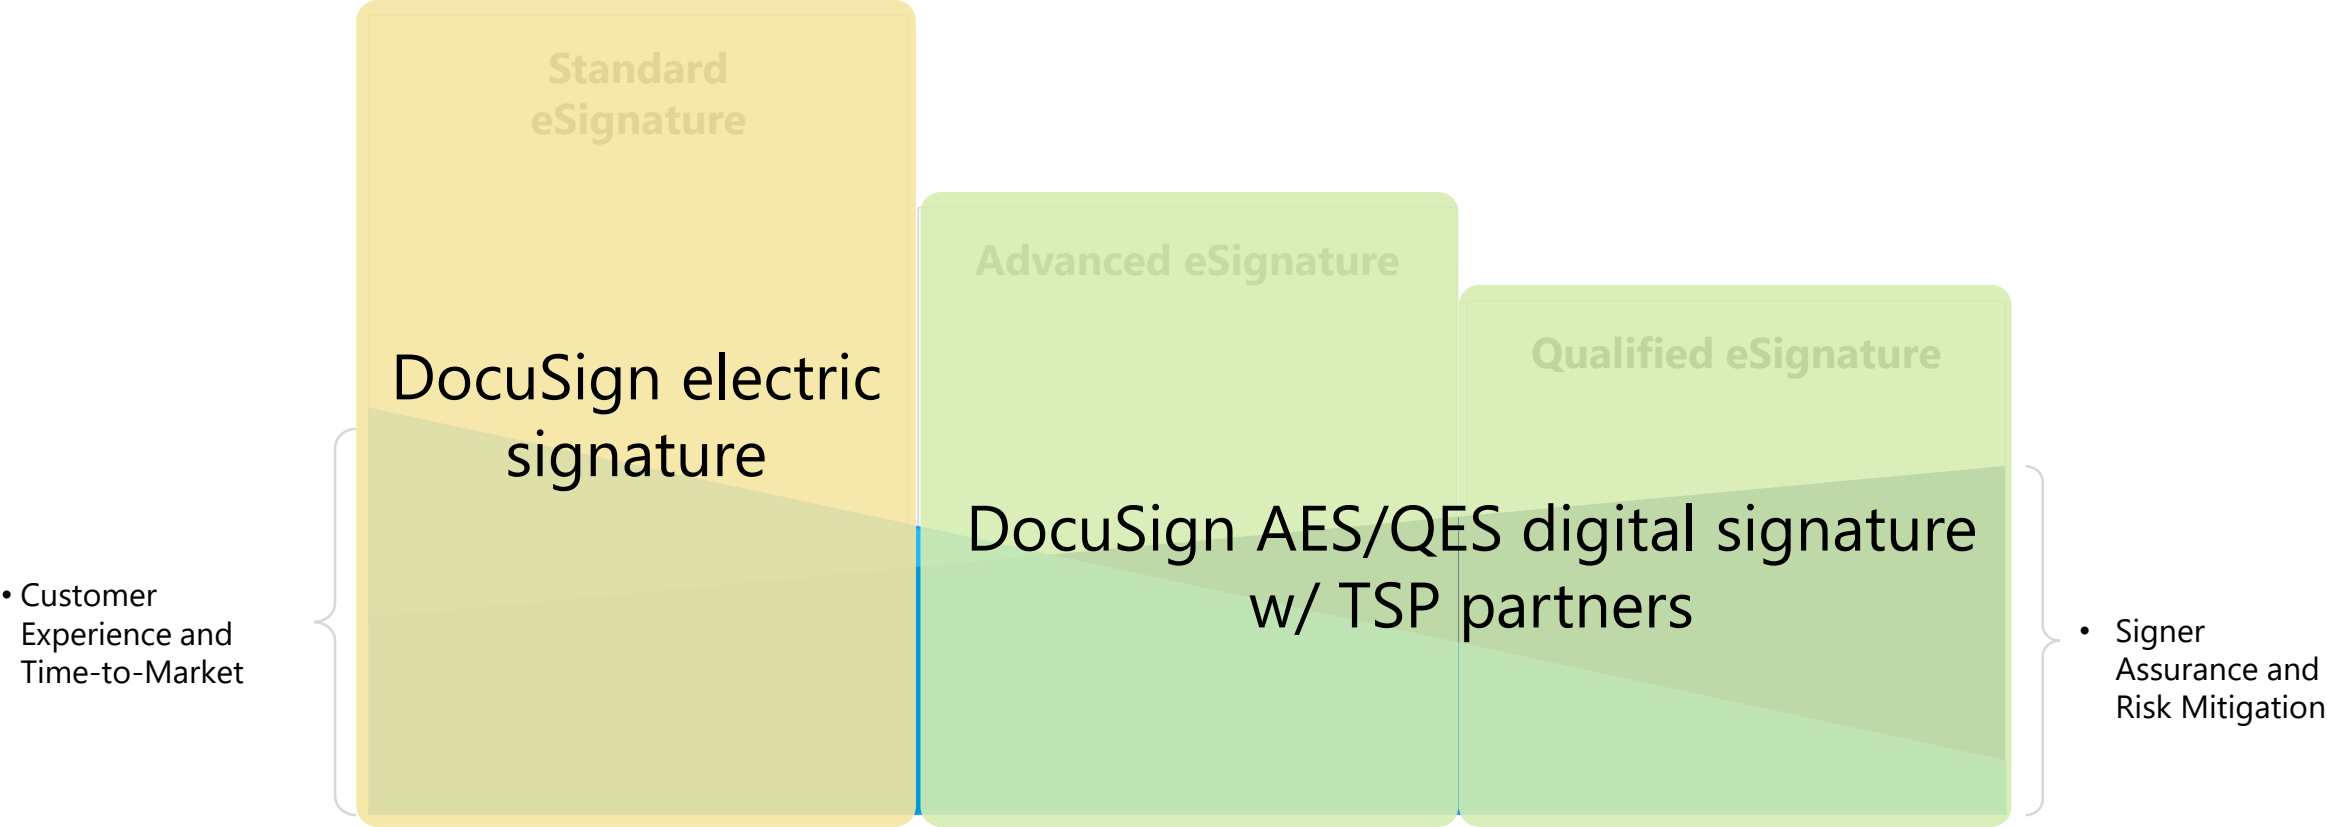 Standard
eSignature
Advanced eSignature
Qualified eSignature
DocuSign electric
signature
DocuSign AES/QES digital signature
w/ TSP partners
• Customer
Experience and
Time-to-Market
• Signer
Assurance and
Risk Mitigation